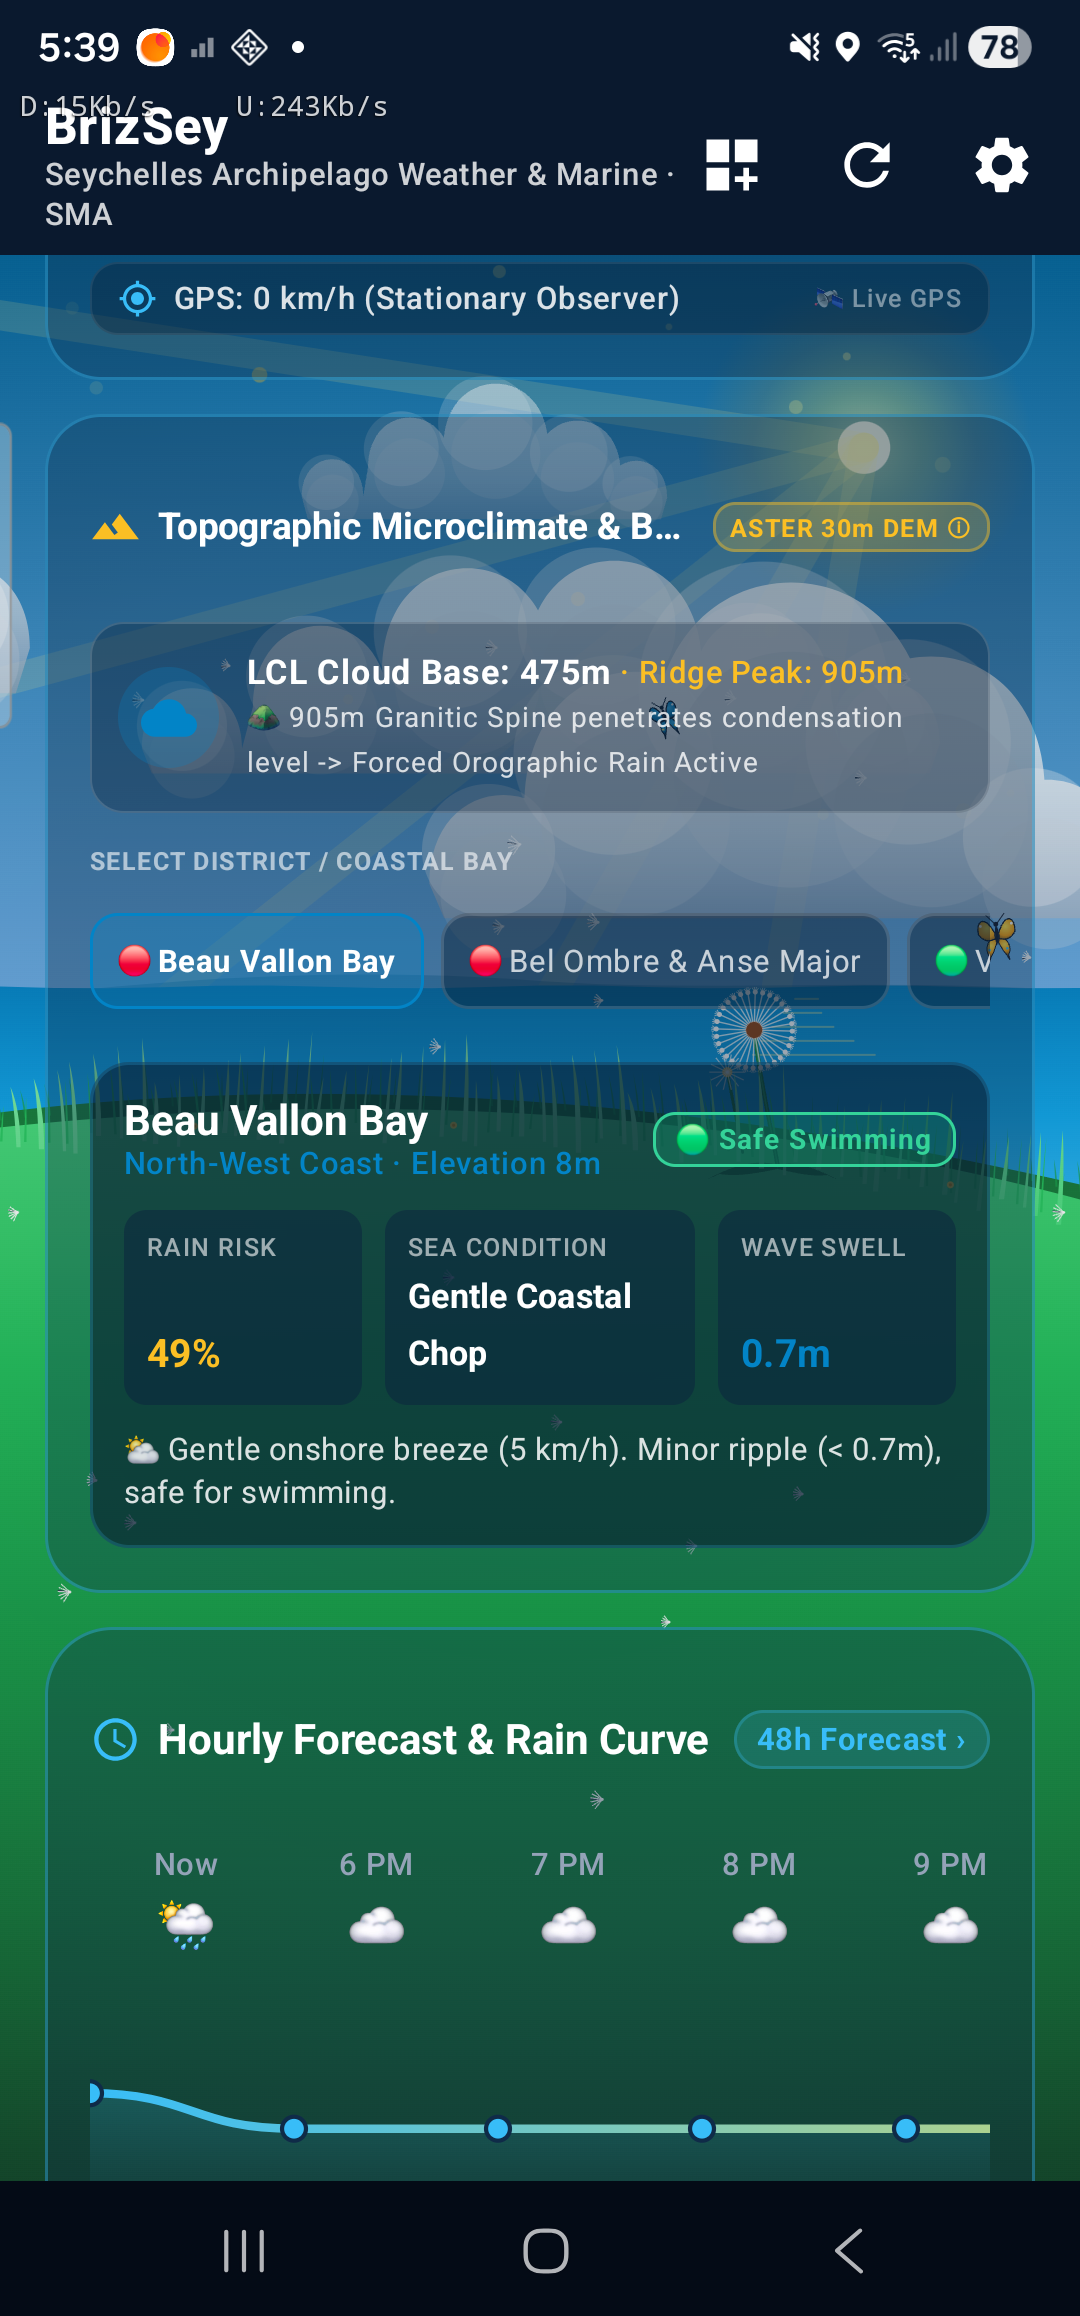 5:39
78
D:15Kb/s U:243Kb/s
BrizSey
Seychelles Archipelago Weather & Marine ·
SMA
GPS: 0 km/h (Stationary Observer)
Live GPS
Topographic Microclimate & B...
ASTER 30m DEM ⓘ
LCL Cloud Base: 475m · Ridge Peak: 905m
905m Granitic Spine penetrates condensation
level -> Forced Orographic Rain Active
SELECT DISTRICT / COASTAL BAY
Beau Vallon Bay
Bel Ombre & Anse Major
V
Beau Vallon Bay
North-West Coast · Elevation 8m
Safe Swimming
RAIN RISK
49%
SEA CONDITION
Gentle Coastal
Chop
WAVE SWELL
0.7m
Gentle onshore breeze (5 km/h). Minor ripple (< 0.7m),
safe for swimming.
Hourly Forecast & Rain Curve
48h Forecast ›
Now 6 PM 7 PM 8 PM 9 PM